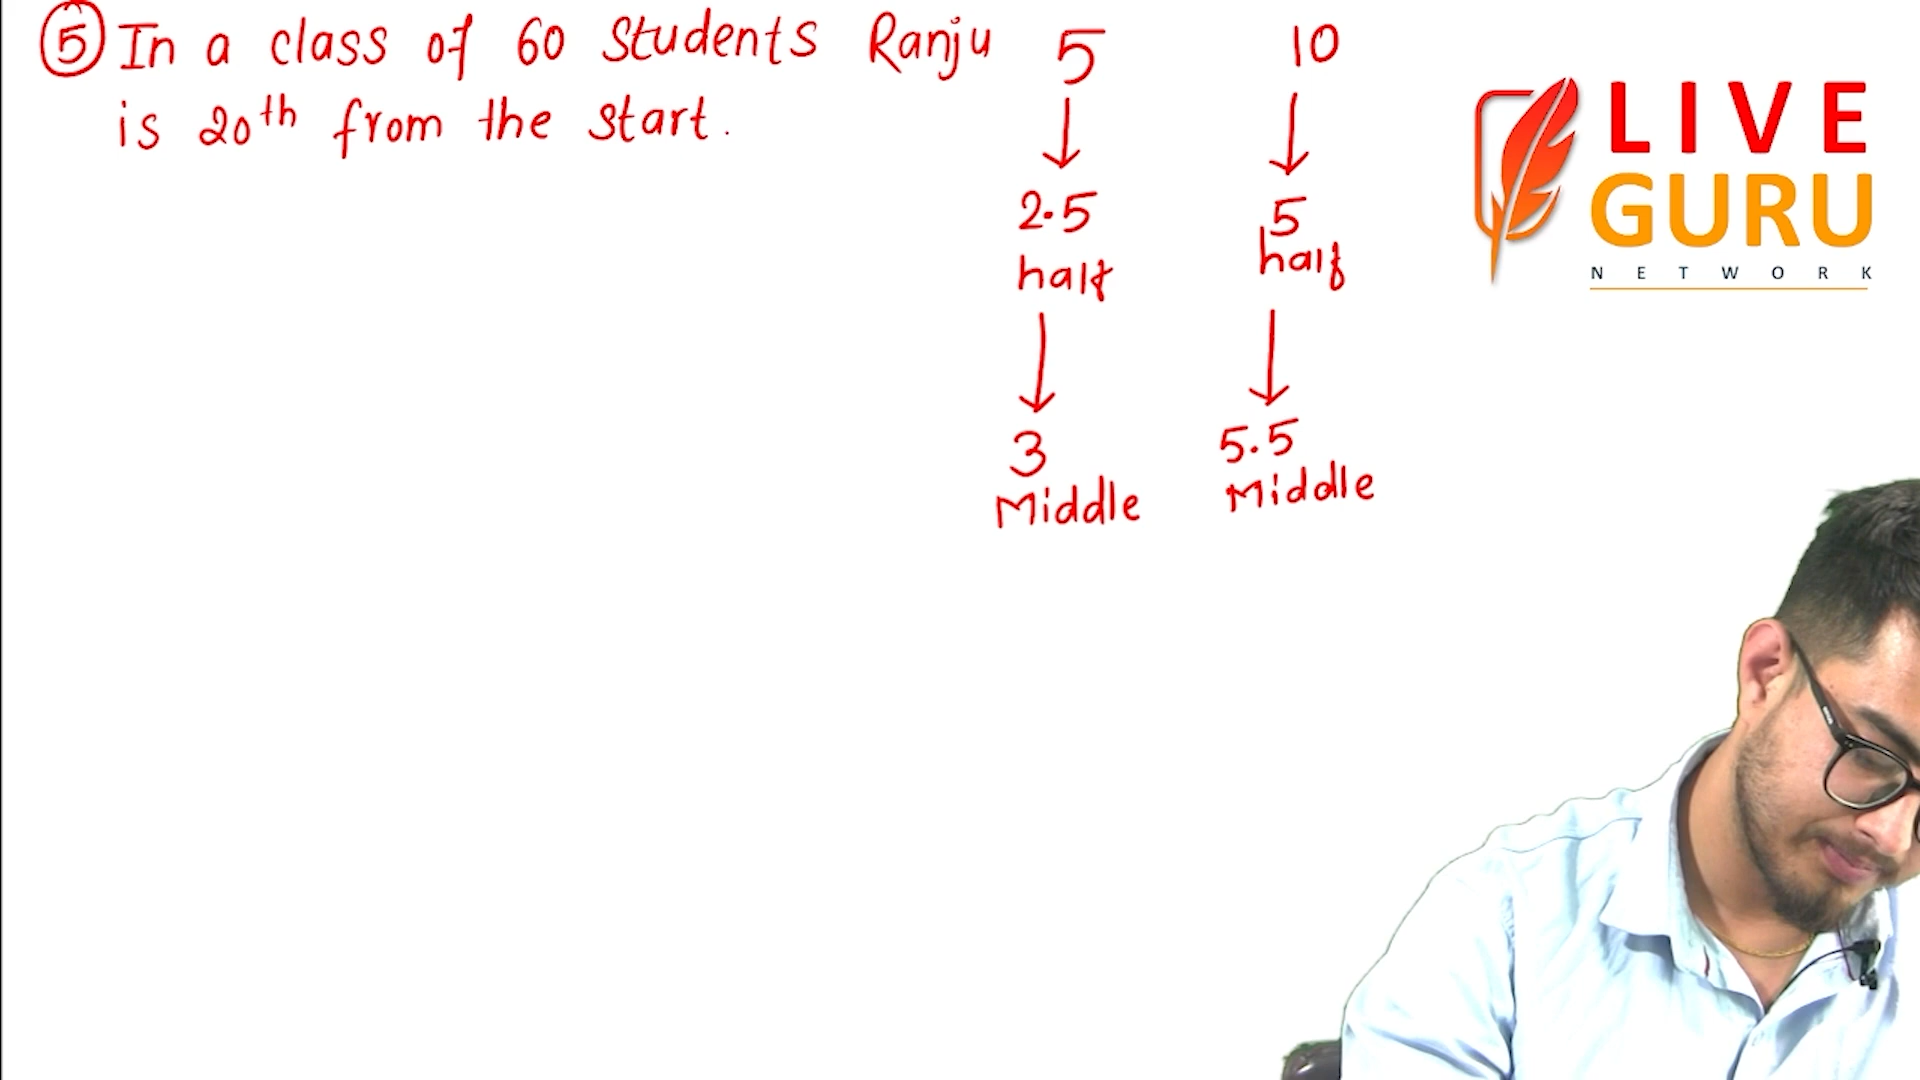 5 In a class of 60 students Ranju
is 20th from the start.
5
2.5
half
3
Middle
10
5
half
5.5
Middle
LIVE
GURU
NETWORK